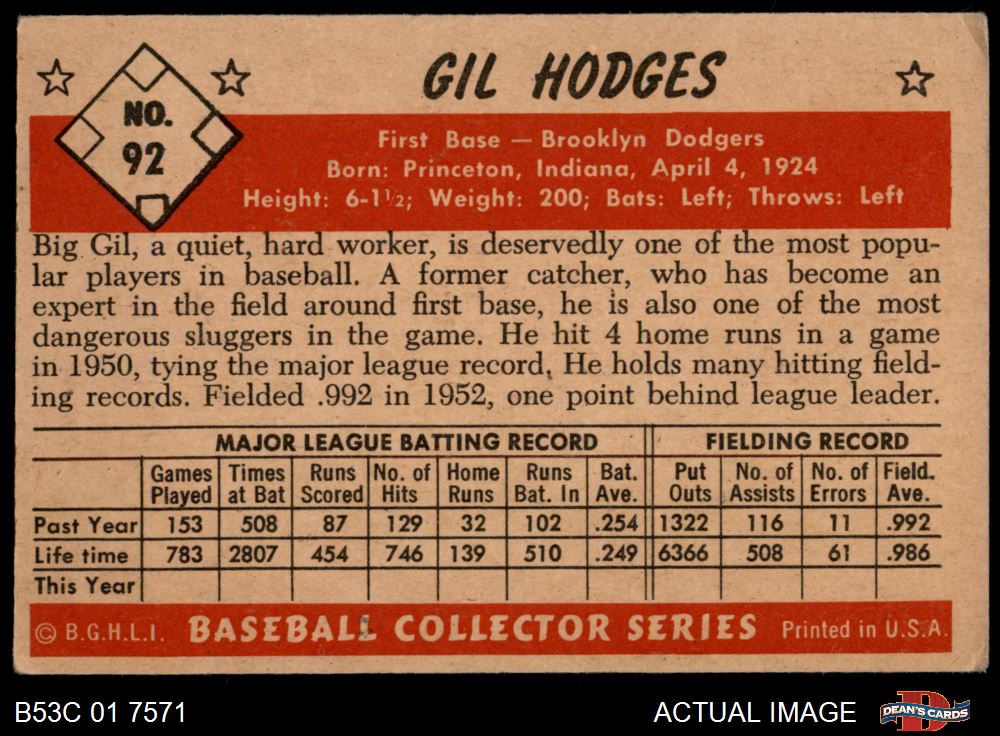 NO.
92
GIL HODGES
First Base — Brooklyn Dodgers
Born: Princeton, Indiana, April 4, 1924
Height: 6-1½; Weight: 200; Bats: Left; Throws: Left
Big Gil, a quiet, hard worker, is deservedly one of the most popu-
lar players in baseball. A former catcher, who has become an
expert in the field around first base, he is also one of the most
dangerous sluggers in the game. He hit 4 home runs in a game
in 1950, tying the major league record. He holds many hitting field-
ing records. Fielded .992 in 1952, one point behind league leader.
MAJOR LEAGUE BATTING RECORD FIELDING RECORD
Games Times Runs No. of Home Runs Bat. Put No. of No. of Field.
Played at Bat Scored Hits Runs Bat. In Ave. Outs Assists Errors Ave.
Past Year 153 508 87 129 32 102 .254 1322 116 11 .992
Life time 783 2807 454 746 139 510 .249 6366 508 61 .986
This Year
© B.G.H.L.I. BASEBALL COLLECTOR SERIES Printed in U.S.A.
B53C 01 7571 ACTUAL IMAGE DEAN'S CARDS